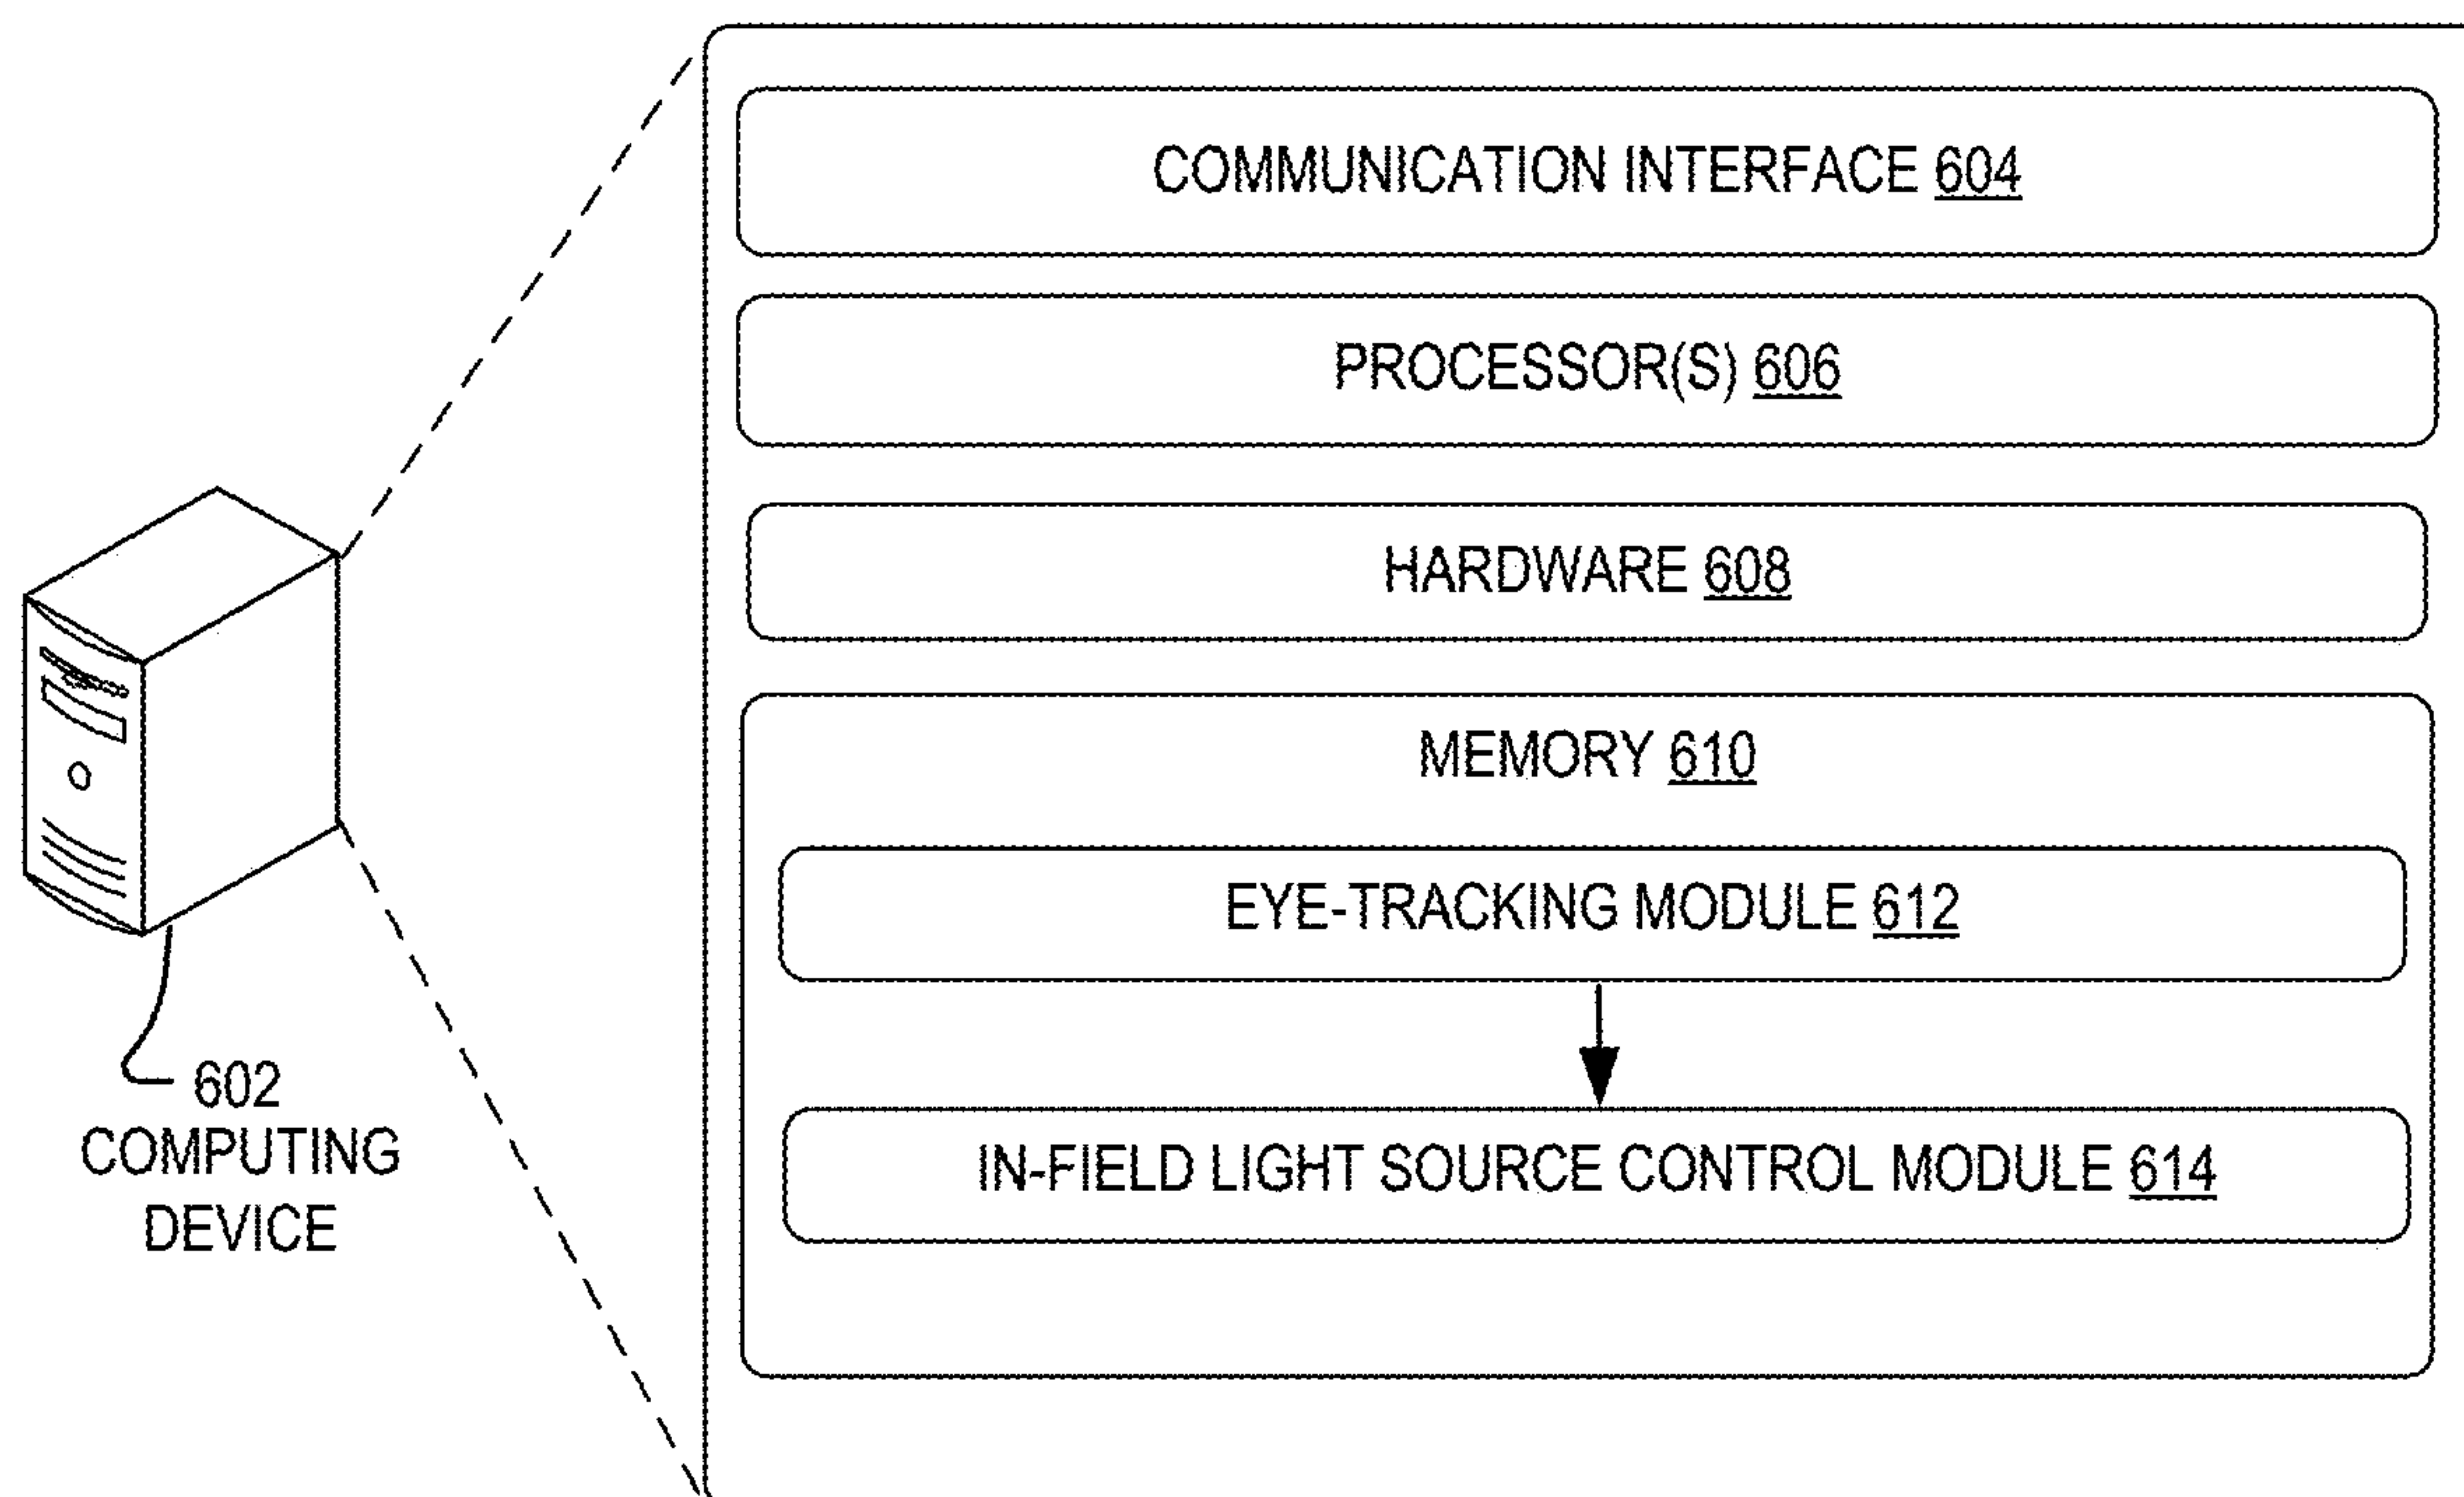 COMMUNICATION INTERFACE 604
PROCESSOR(S) 606
HARDWARE 608
MEMORY 610
EYE-TRACKING MODULE 612
IN-FIELD LIGHT SOURCE CONTROL MODULE 614
602
COMPUTING
DEVICE